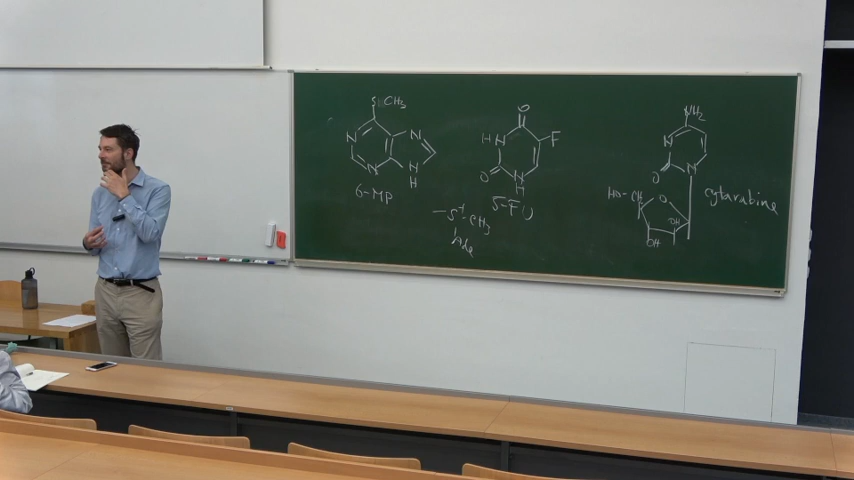 SCH3
N
N
N
N
H
6-MP
O
H N
F
O
N
H
5-FU
-S+-CH3
Ade
NH2
N
O
N
HO-CH2
O
OH
OH
cytarabine